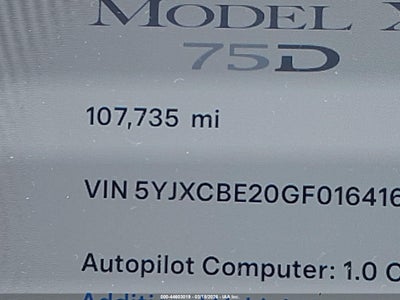 MODEL X
75D
107,735 mi
VIN 5YJXCBE20GF016416
Autopilot Computer: 1.0 C